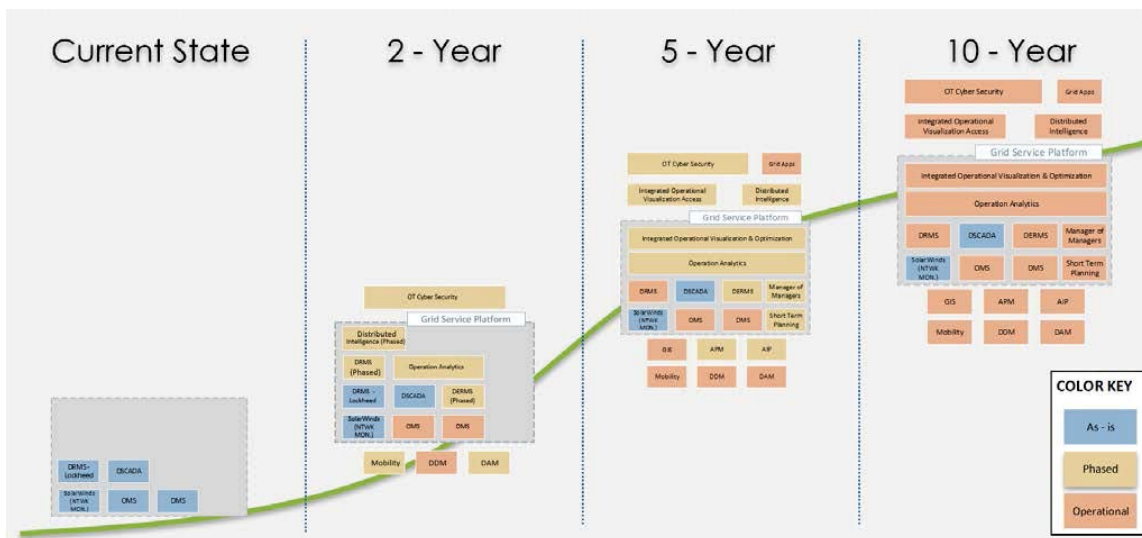 Current State
2 - Year
5 - Year
10 - Year
DRMS-
Lockheed
DSCADA
SolarWinds
(NTWK
MON.)
OMS
DMS
OT Cyber Security
Grid Service Platform
Distributed
Intelligence (Phased)
DRMS
(Phased)
Operation Analytics
DRMS -
Lockheed
DSCADA
DERMS
(Phased)
SolarWinds
(NTWK
MON.)
OMS
DMS
Mobility
DDM
DAM
OT Cyber Security
Grid Apps
Integrated Operational
Visualization Access
Distributed
Intelligence
Grid Service Platform
Integrated Operational Visualization & Optimization
Operation Analytics
DRMS
DSCADA
DERMS
Manager of
Managers
SolarWinds
(NTWK
MON.)
OMS
DMS
Short Term
Planning
GIS
APM
AIP
Mobility
DDM
DAM
OT Cyber Security
Grid Apps
Integrated Operational
Visualization Access
Distributed
Intelligence
Grid Service Platform
Integrated Operational Visualization & Optimization
Operation Analytics
DRMS
DSCADA
DERMS
Manager of
Managers
SolarWinds
(NTWK
MON.)
OMS
DMS
Short Term
Planning
GIS
APM
AIP
Mobility
DDM
DAM
COLOR KEY
As - is
Phased
Operational